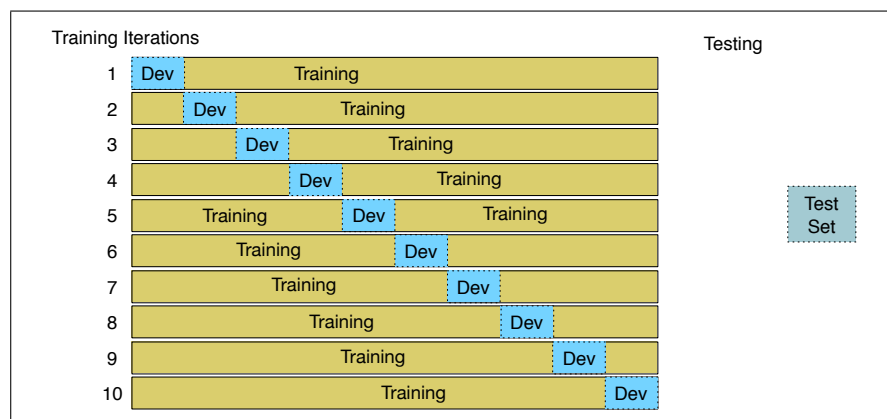 Training Iterations
Testing
1 Dev Training
2 Dev Training
3 Dev Training
4 Dev Training
5 Training Dev Training
6 Training Dev
7 Training Dev
8 Training Dev
9 Training Dev
10 Training Dev
Test
Set